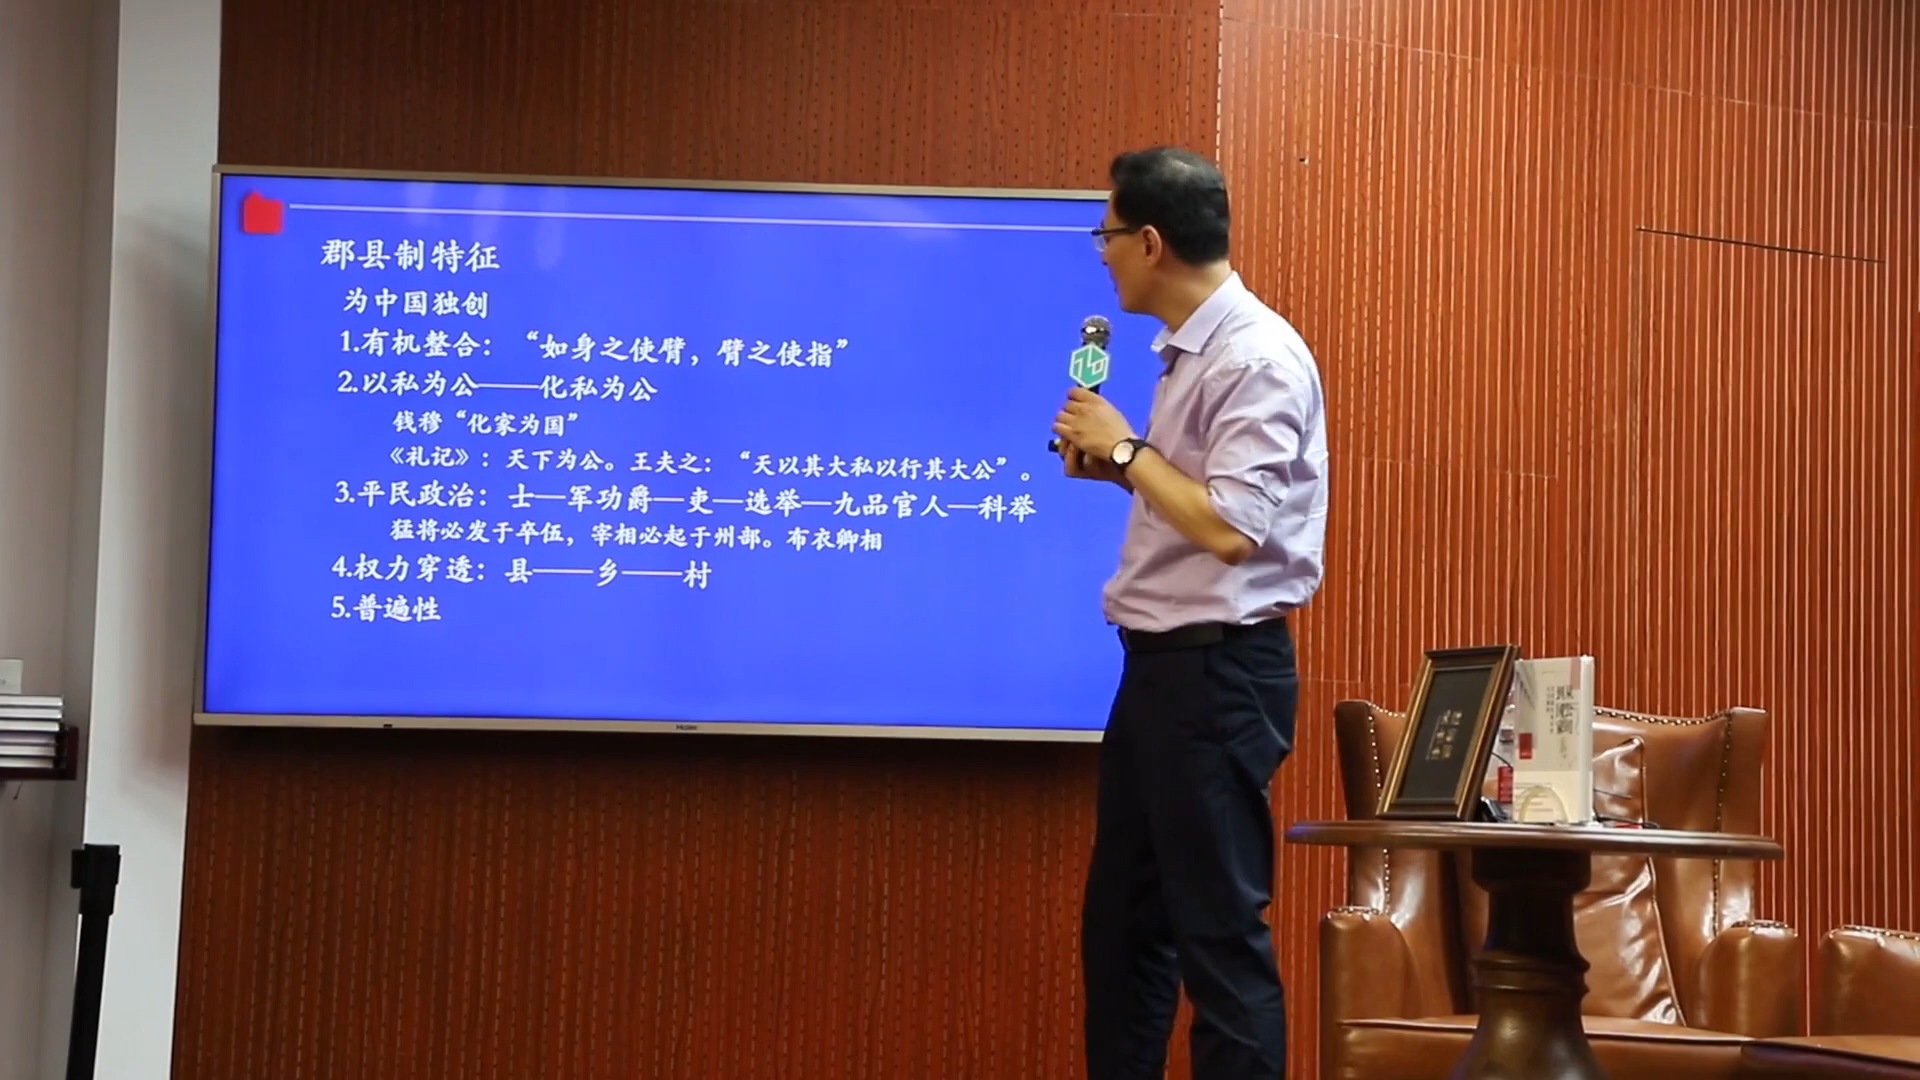 郡县制特征
为中国独创
1.有机整合：“如身之使臂，臂之使指”
2.以私为公——化私为公
钱穆“化家为国”
《礼记》：天下为公。王夫之：“天以其大私以行其大公”。
3.平民政治：士—军功爵—吏—选举—九品官人—科举
猛将必发于卒伍，宰相必起于州部。布衣卿相
4.权力穿透：县——乡——村
5.普遍性
Haier